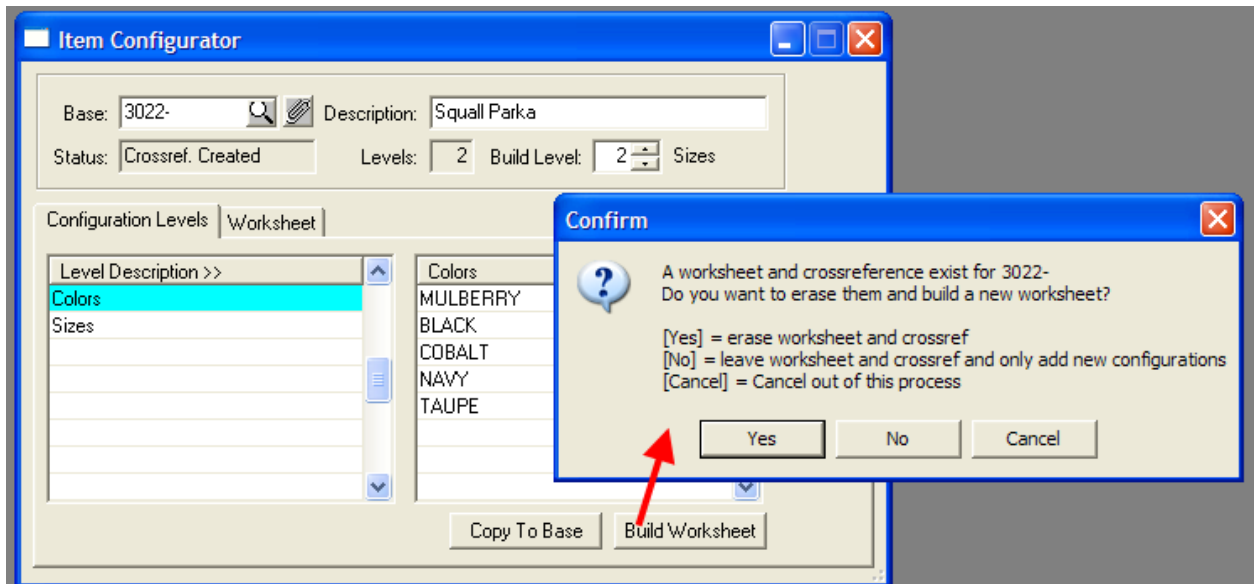 Item Configurator
Base: 3022- Description: Squall Parka
Status: Crossref. Created Levels: 2 Build Level: 2 Sizes
Configuration Levels Worksheet
Level Description >>
Colors
Sizes
Colors
MULBERRY
BLACK
COBALT
NAVY
TAUPE
Copy To Base Build Worksheet
Confirm
A worksheet and crossreference exist for 3022-
Do you want to erase them and build a new worksheet?
[Yes] = erase worksheet and crossref
[No] = leave worksheet and crossref and only add new configurations
[Cancel] = Cancel out of this process
Yes No Cancel